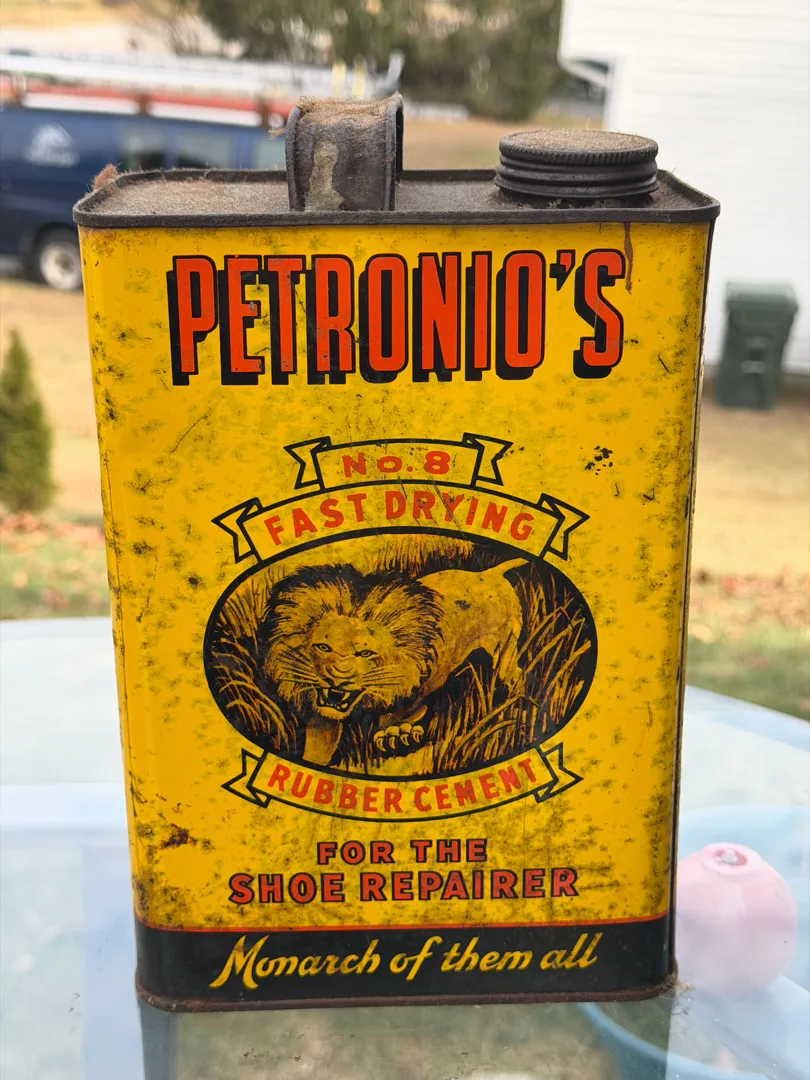 PETRONIO'S
No. 8
FAST DRYING
RUBBER CEMENT
FOR THE
SHOE REPAIRER
Monarch of them all